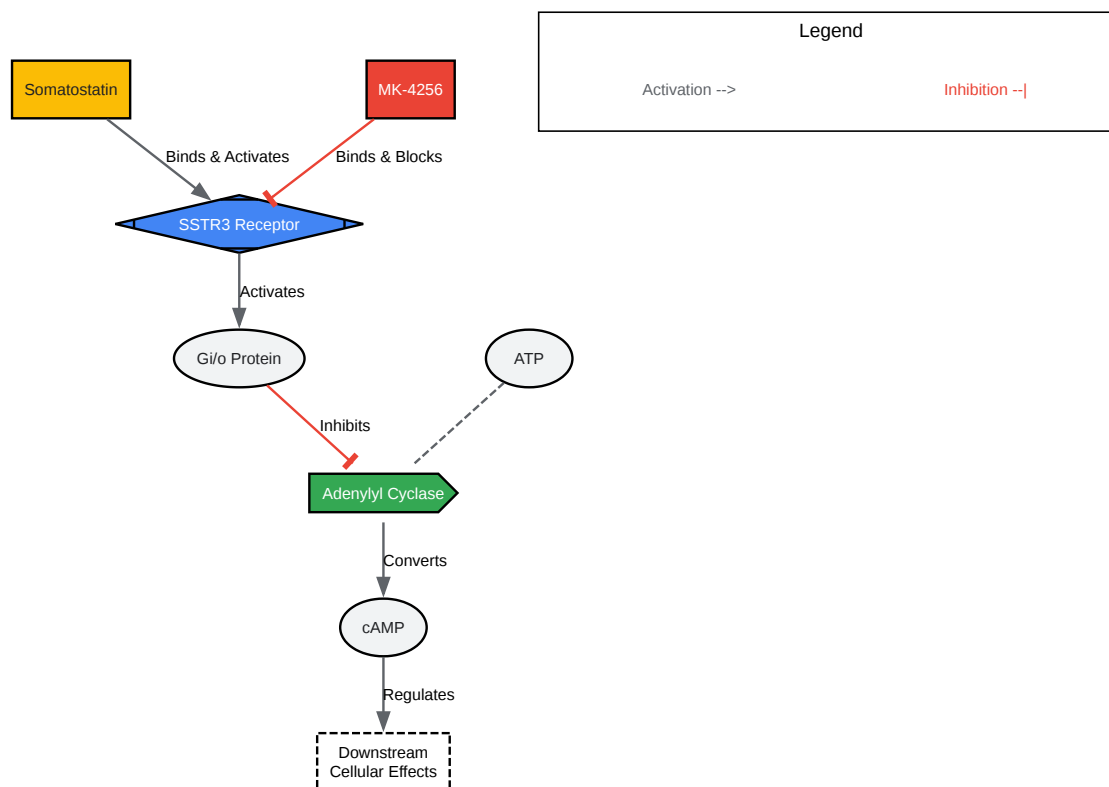 Legend
Somatostatin
MK-4256
Activation -->
Inhibition --|
Binds & Activates
Binds & Blocks
SSTR3 Receptor
Activates
Gi/o Protein
ATP
Inhibits
Adenylyl Cyclase
Converts
cAMP
Regulates
Downstream
Cellular Effects